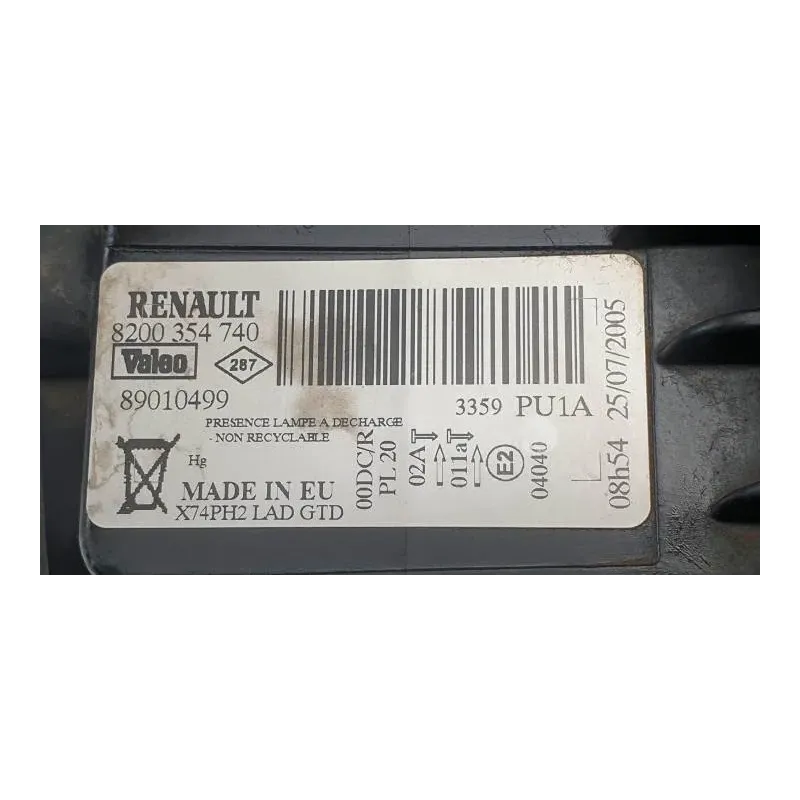 RENAULT
8200 354 740
Valeo
287
89010499
3359 PU1A
PRESENCE LAMPE A DECHARGE
- NON RECYCLABLE
Hg
MADE IN EU
X74PH2 LAD GTD
00DC/R
PL 20
02A
011a
E2
04040
08h54 25/07/2005